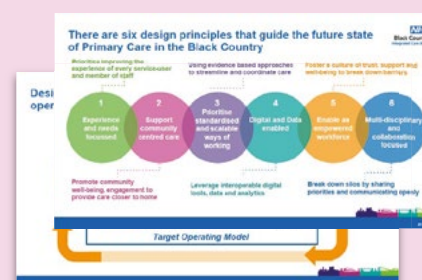 There are six design principles that guide the future state
of Primary Care in the Black Country
NHS
Black Country
Prioritise improving the
experience of every service-user
and member of staff
Using evidence based approaches
to streamline and coordinate care
Foster a culture of trust, support and
well-being to break down barriers
Desi
oper
1
Experience
and needs
focussed
2
Support
community
centred care
3
Prioritise
standardised
and scalable
ways of
working
4
Digital and Data
enabled
5
Enable an
empowered
workforce
6
Multi-disciplinary
and
collaboration
focused
Promote community
well-being, engagement to
provide care closer to home
Leverage interoperable digital
tools, data and analytics
Break down silos by sharing
priorities and communicating openly
Target Operating Model